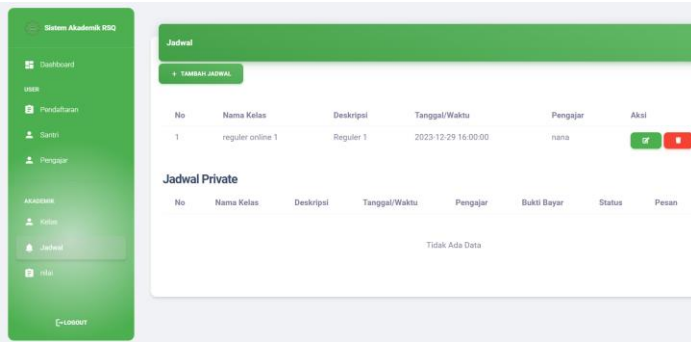 Sistem Akademik RSQ
Dashboard
USER
Pendaftaran
Santri
Pengajar
AKADEMIK
Kelas
Jadwal
nilai
LOGOUT
Jadwal
+ TAMBAH JADWAL
No Nama Kelas Deskripsi Tanggal/Waktu Pengajar Aksi
1 reguler online 1 Reguler 1 2023-12-29 16:00:00 nana
Jadwal Private
No Nama Kelas Deskripsi Tanggal/Waktu Pengajar Bukti Bayar Status Pesan
Tidak Ada Data